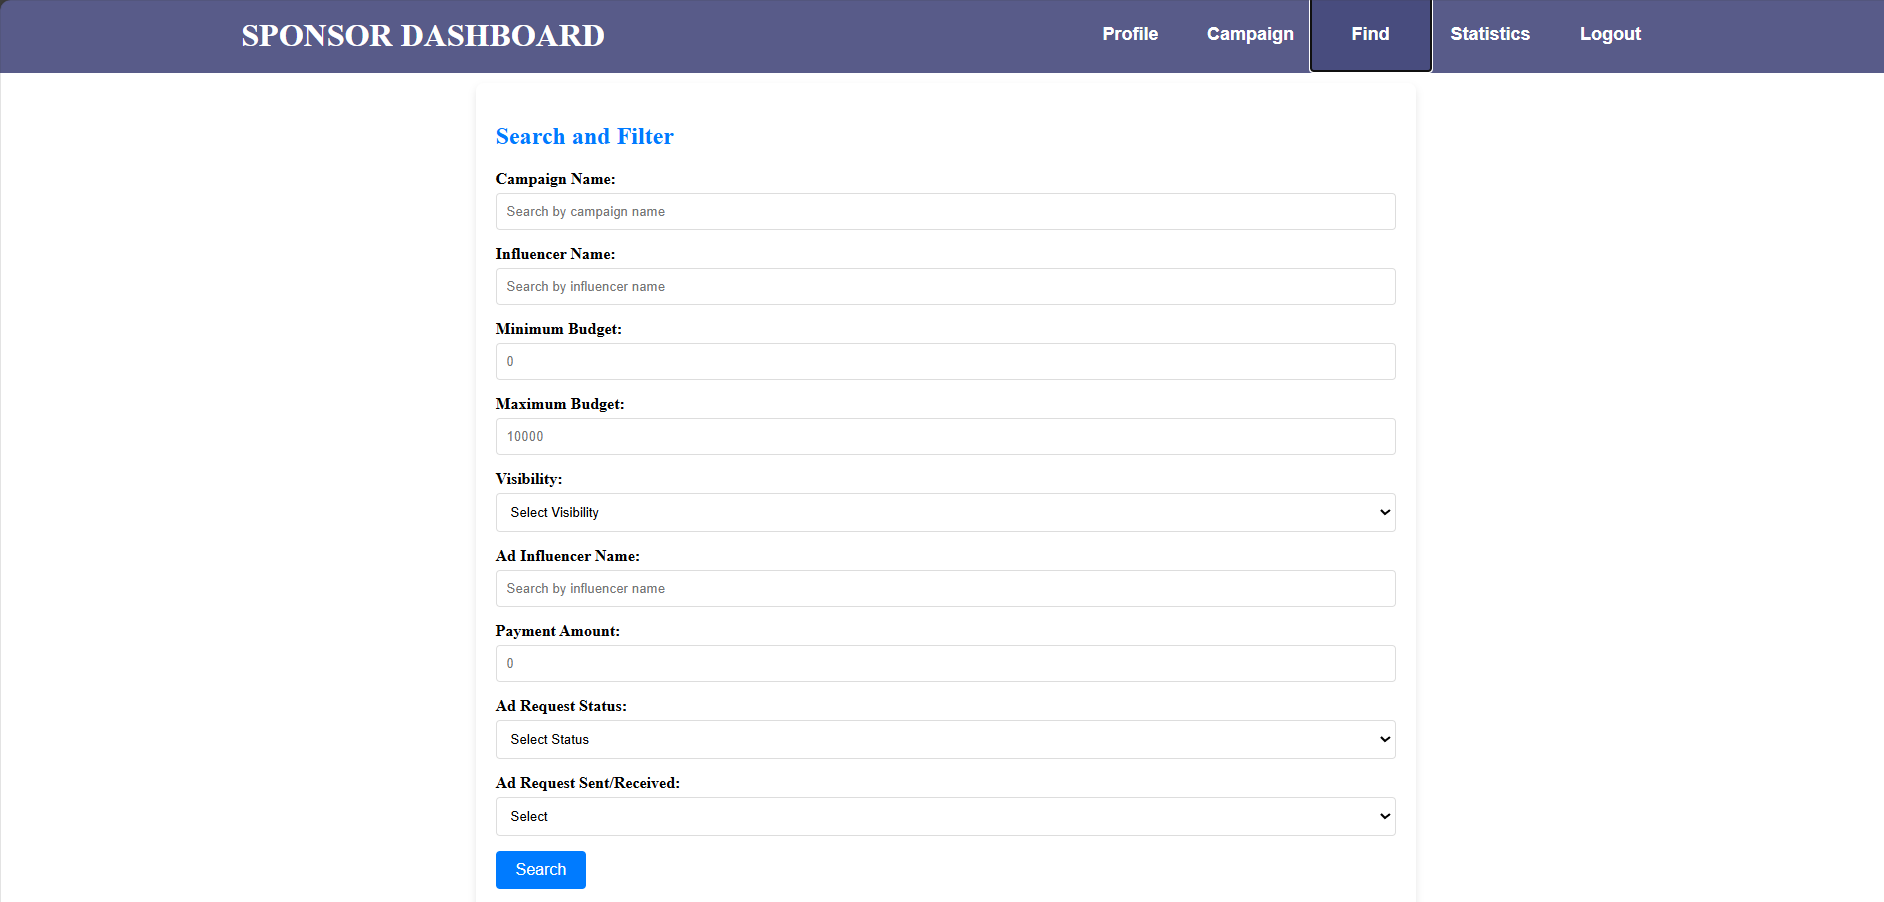 SPONSOR DASHBOARD
Profile Campaign Find Statistics Logout
Search and Filter
Campaign Name:
Search by campaign name
Influencer Name:
Search by influencer name
Minimum Budget:
0
Maximum Budget:
10000
Visibility:
Select Visibility
Ad Influencer Name:
Search by influencer name
Payment Amount:
0
Ad Request Status:
Select Status
Ad Request Sent/Received:
Select
Search